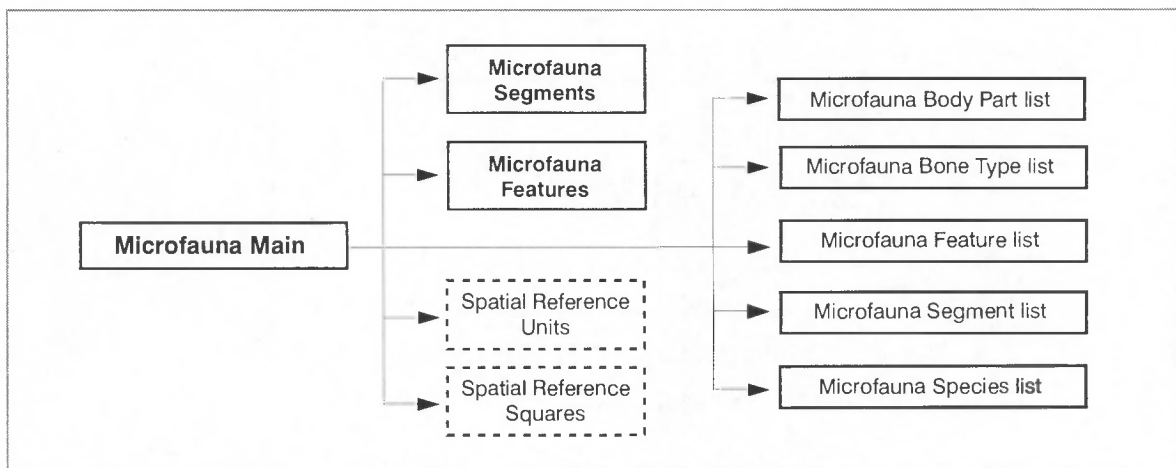 Microfauna
Segments
Microfauna
Features
Microfauna Main
Spatial Reference
Units
Spatial Reference
Squares
Microfauna Body Part list
Microfauna Bone Type list
Microfauna Feature list
Microfauna Segment list
Microfauna Species list